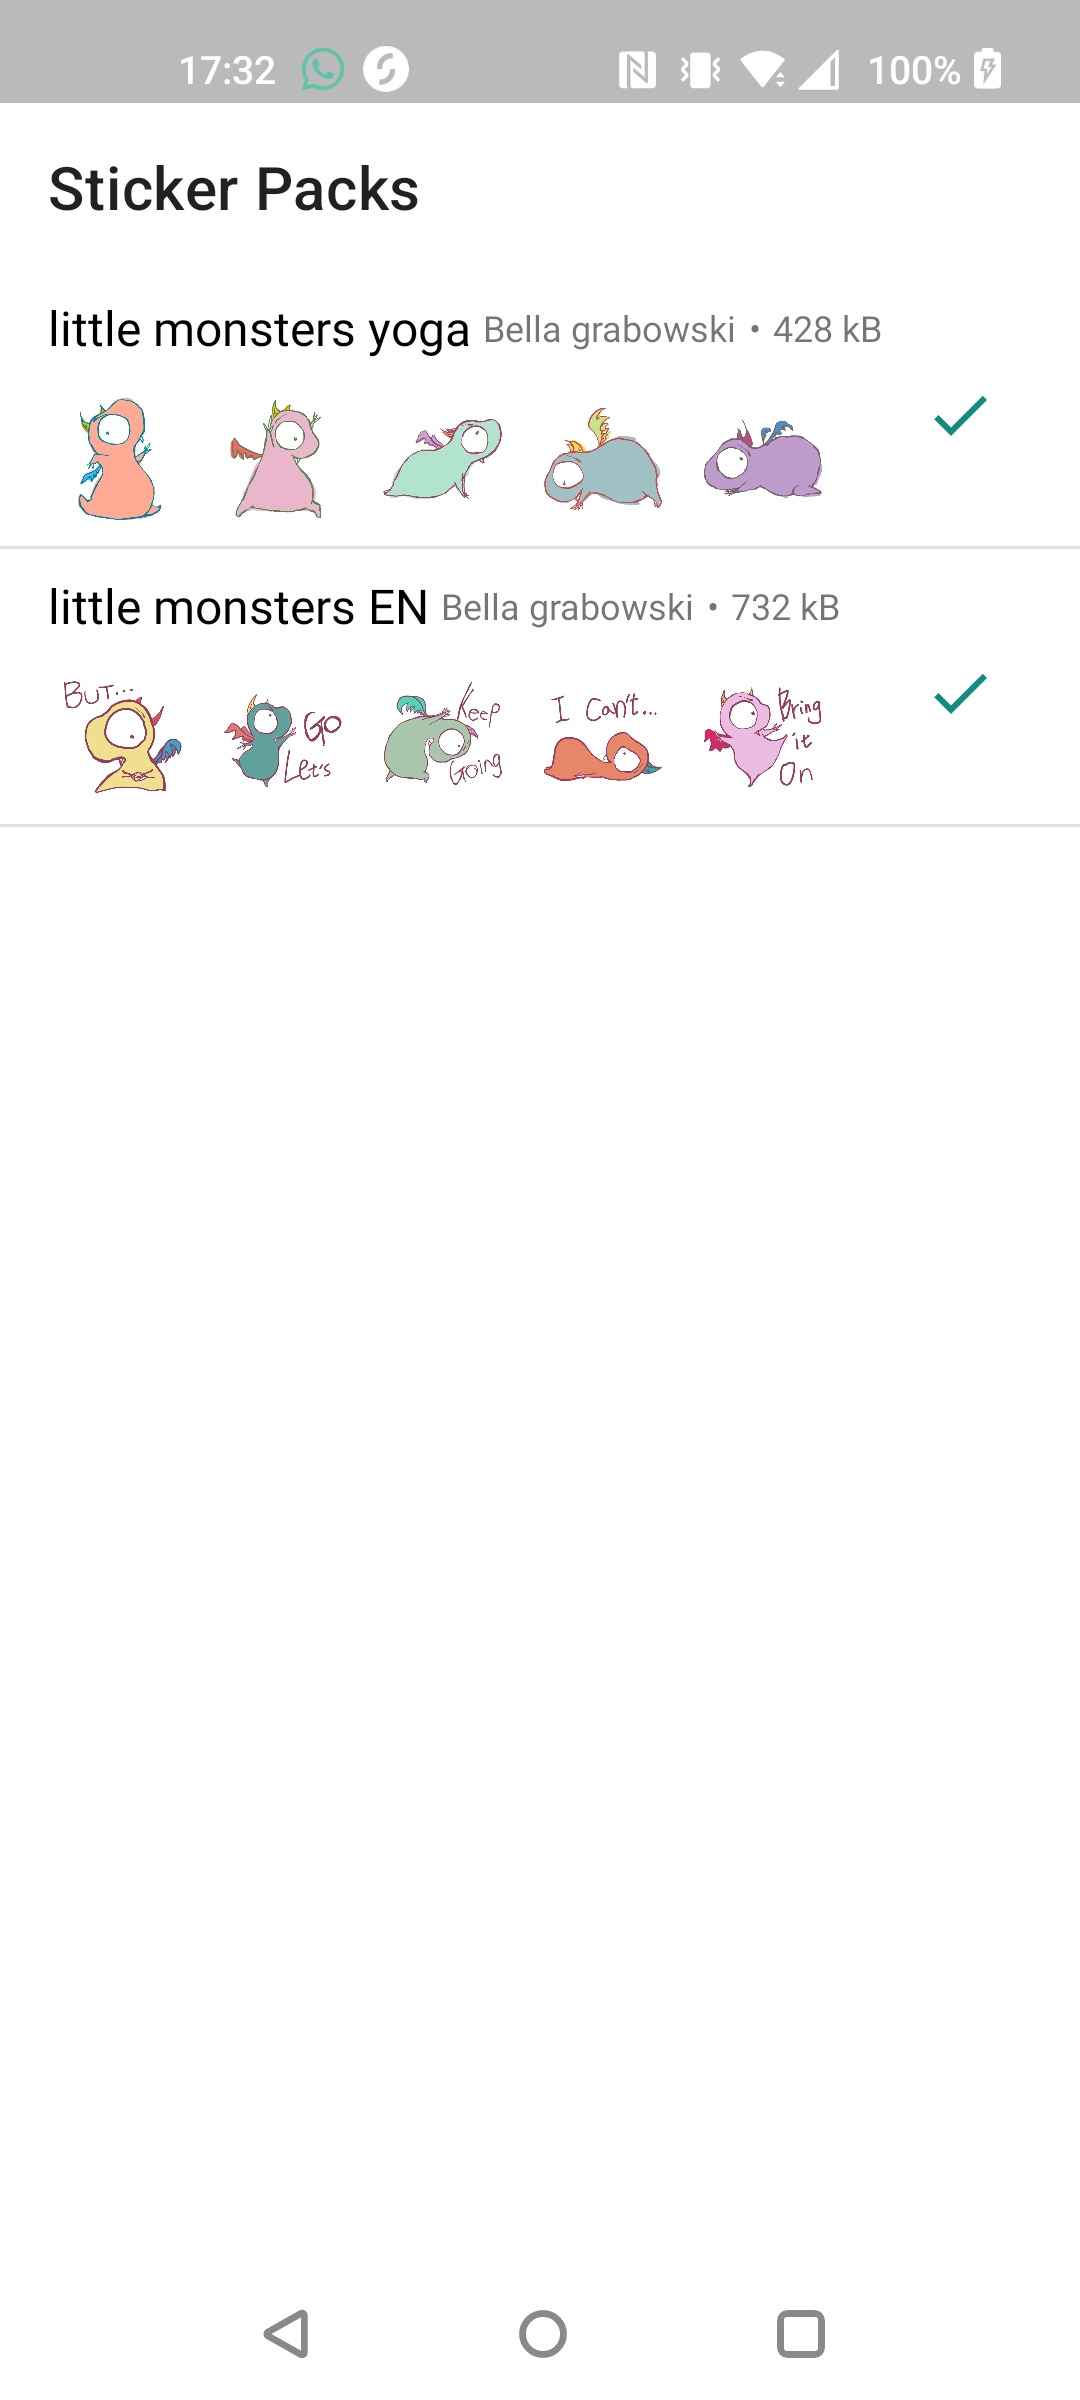 17:32 100%
Sticker Packs
little monsters yoga Bella grabowski • 428 kB
little monsters EN Bella grabowski • 732 kB
BUT...
Go
Let's
Keep
Going
I Can't...
Bring
it
On